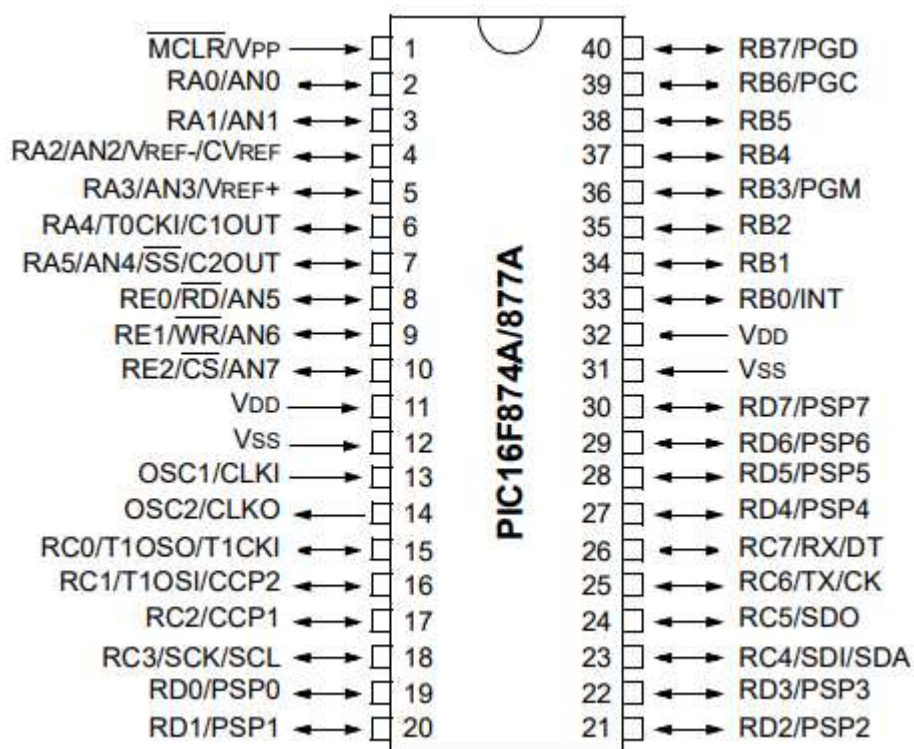 MCLR/VPP 1 40 RB7/PGD
RA0/AN0 2 39 RB6/PGC
RA1/AN1 3 38 RB5
RA2/AN2/VREF-/CVREF 4 37 RB4
RA3/AN3/VREF+ 5 36 RB3/PGM
RA4/T0CKI/C1OUT 6 35 RB2
RA5/AN4/SS/C2OUT 7 34 RB1
RE0/RD/AN5 8 33 RB0/INT
RE1/WR/AN6 9 32 VDD
RE2/CS/AN7 10 31 VSS
VDD 11 30 RD7/PSP7
VSS 12 29 RD6/PSP6
OSC1/CLKI 13 28 RD5/PSP5
OSC2/CLKO 14 27 RD4/PSP4
RC0/T1OSO/T1CKI 15 26 RC7/RX/DT
RC1/T1OSI/CCP2 16 25 RC6/TX/CK
RC2/CCP1 17 24 RC5/SDO
RC3/SCK/SCL 18 23 RC4/SDI/SDA
RD0/PSP0 19 22 RD3/PSP3
RD1/PSP1 20 21 RD2/PSP2
PIC16F874A/877A